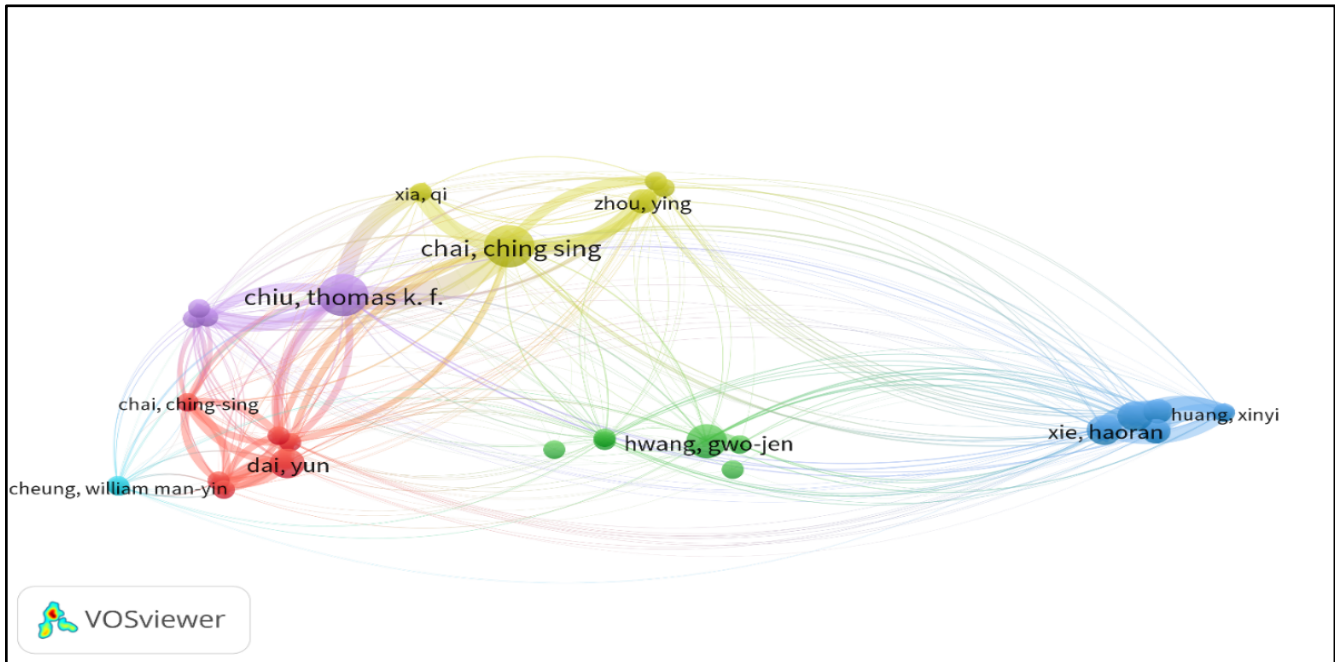 xia, qi
zhou, ying
chai, ching sing
chiu, thomas k. f.
chai, ching-sing
huang, xinyi
xie, haoran
hwang, gwo-jen
dai, yun
cheung, william man-yin
VOSviewer